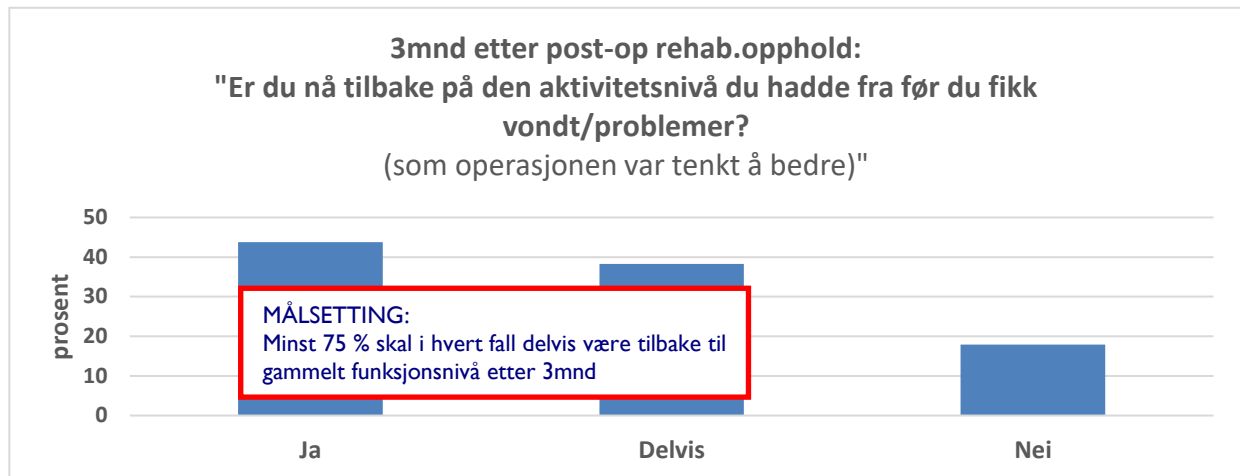 3mnd etter post-op rehab.opphold:
"Er du nå tilbake på den aktivitetsnivå du hadde fra før du fikk
vondt/problemer?
(som operasjonen var tenkt å bedre)"
prosent
50
40
30
20
10
0
MÅLSETTING:
Minst 75 % skal i hvert fall delvis være tilbake til
gammelt funksjonsnivå etter 3mnd
Ja
Delvis
Nei